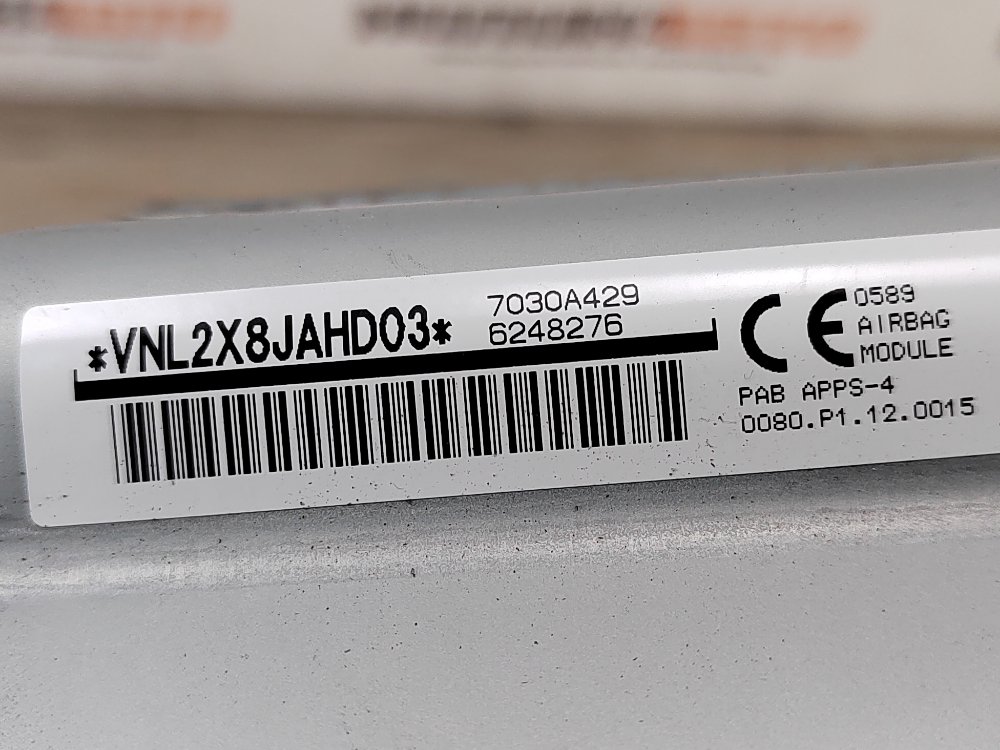 *VNL2X8JAHD03*
7030A429
6248276
CE 0589
AIRBAG
MODULE
PAB APPS-4
0080.P1.12.0015